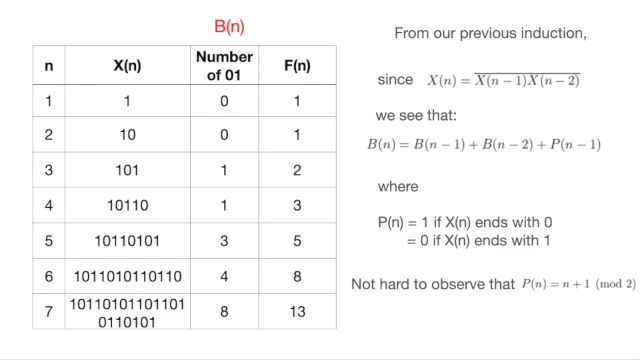 B(n)
n X(n) Number of 01 F(n)
1 1 0 1
2 10 0 1
3 101 1 2
4 10110 1 3
5 10110101 3 5
6 1011010110110 4 8
7 10110101101101 0110101 8 13
From our previous induction,
since X(n) = \overline{X(n − 1)X(n − 2)}
we see that:
B(n) = B(n − 1) + B(n − 2) + P(n − 1)
where
P(n) = 1 if X(n) ends with 0
= 0 if X(n) ends with 1
Not hard to observe that P(n) = n + 1 (mod 2)